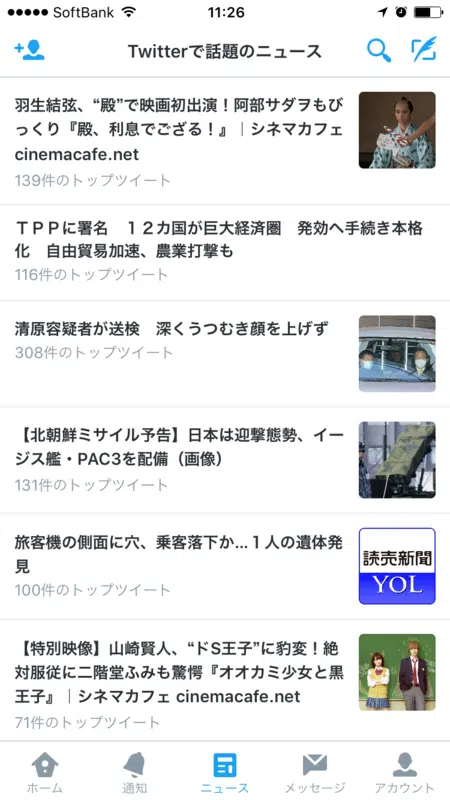 SoftBank 11:26
Twitterで話題のニュース
羽生結弦、“殿”で映画初出演！阿部サダヲもび
っくり『殿、利息でござる！』｜シネマカフェ
cinemacafe.net
139件のトップツイート
ＴＰＰに署名　１２カ国が巨大経済圏　発効へ手続き本格
化　自由貿易加速、農業打撃も
116件のトップツイート
清原容疑者が送検　深くうつむき顔を上げず
308件のトップツイート
【北朝鮮ミサイル予告】日本は迎撃態勢、イー
ジス艦・PAC3を配備（画像）
131件のトップツイート
旅客機の側面に穴、乗客落下か…１人の遺体発
見
100件のトップツイート
読売新聞
YOL
【特別映像】山﨑賢人、“ドS王子”に豹変！絶
対服従に二階堂ふみも驚愕『オオカミ少女と黒
王子』｜シネマカフェ cinemacafe.net
71件のトップツイート
ホーム 通知 ニュース メッセージ アカウント